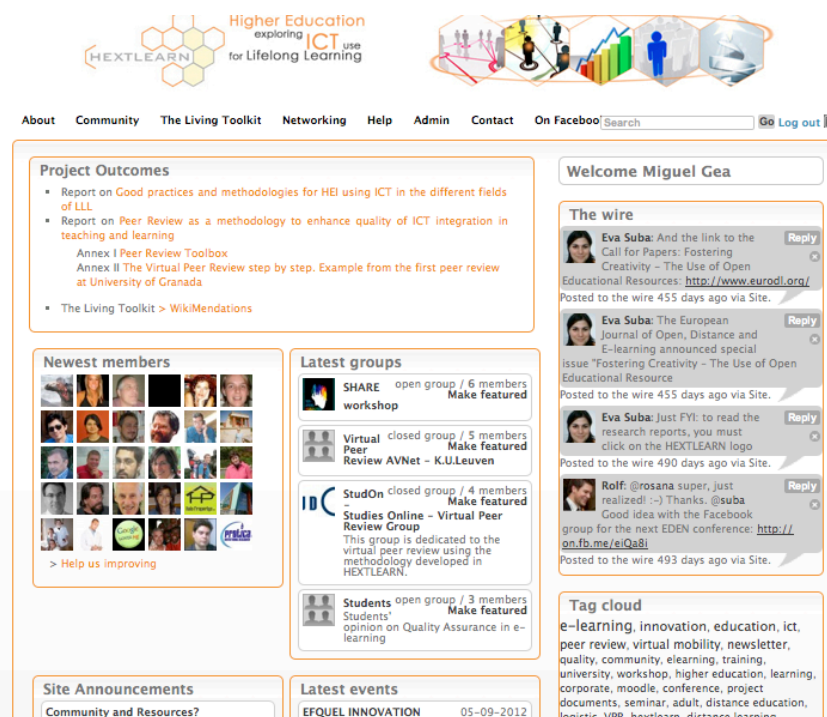 Higher Education
exploring ICT use
for Lifelong Learning
HEXTLEARN
About Community The Living Toolkit Networking Help Admin Contact On Faceboo Search Go Log out
Project Outcomes
Report on Good practices and methodologies for HEI using ICT in the different fields
of LLL
Report on Peer Review as a methodology to enhance quality of ICT integration in
teaching and learning
Annex I Peer Review Toolbox
Annex II The Virtual Peer Review step by step. Example from the first peer review
at University of Granada
The Living Toolkit > WikiMendations
Newest members
> Help us improving
Latest groups
SHARE open group / 6 members
Make featured
workshop
Virtual closed group / 5 members
Peer Make featured
Review AVNet - K.U.Leuven
StudOn closed group / 4 members
- Make featured
Studies Online - Virtual Peer
Review Group
This group is dedicated to the
virtual peer review using the
methodology developed in
HEXTLEARN.
Students open group / 3 members
Students' Make featured
opinion on Quality Assurance in e-
learning
Site Announcements
Community and Resources?
Latest events
EFQUEL INNOVATION 05-09-2012
Welcome Miguel Gea
The wire
Eva Suba: And the link to the Reply
Call for Papers: Fostering
Creativity - The Use of Open
Educational Resources: http://www.eurodl.org/
Posted to the wire 455 days ago via Site.
Eva Suba: The European Reply
Journal of Open, Distance and
E-learning announced special
issue "Fostering Creativity - The Use of Open
Educational Resource
Posted to the wire 455 days ago via Site.
Eva Suba: Just FYI: to read the Reply
research reports, you must
click on the HEXTLEARN logo
Posted to the wire 490 days ago via Site.
Rolf: @rosana super, just Reply
realized! :-) Thanks. @suba
Good idea with the Facebook
group for the next EDEN conference: http://
on.fb.me/eiQa8i
Posted to the wire 493 days ago via Site.
Tag cloud
e-learning, innovation, education, ict,
peer review, virtual mobility, newsletter,
quality, community, elearning, training,
university, workshop, higher education, learning,
corporate, moodle, conference, project
documents, seminar, adult, distance education,
logistic, VPR, hextlearn, distance learning